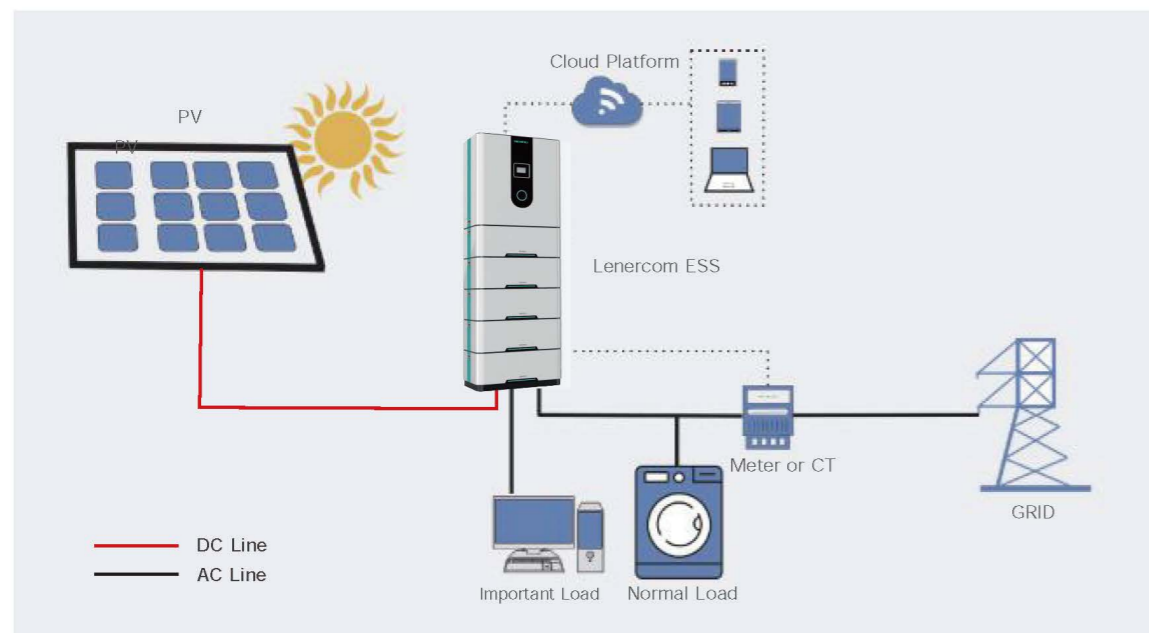 Cloud Platform
PV
PV
Lenercom ESS
Meter or CT
GRID
DC Line
AC Line
Important Load
Normal Load